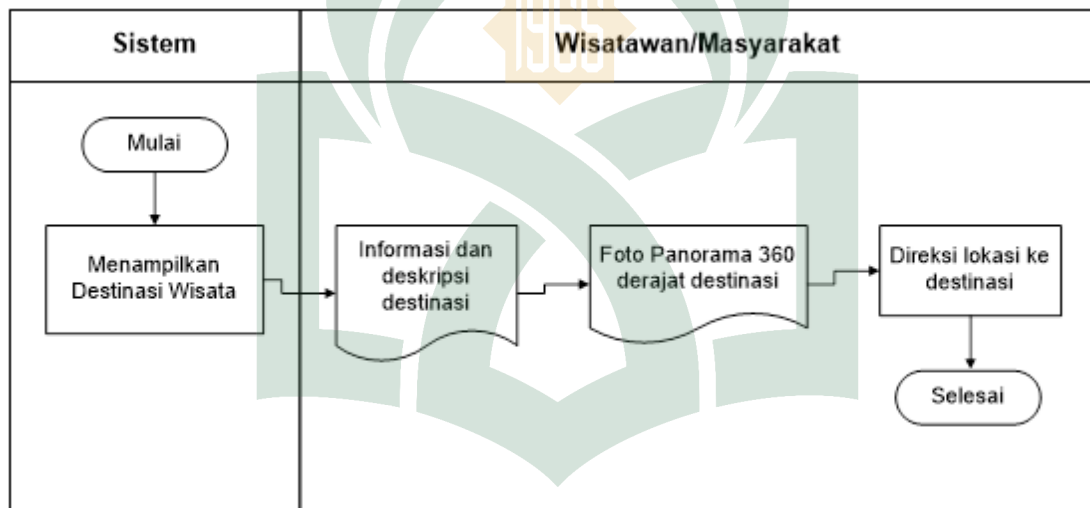 1965
Sistem
Wisatawan/Masyarakat
Mulai
Menampilkan
Destinasi Wisata
Informasi dan
deskripsi
destinasi
Foto Panorama 360
derajat destinasi
Direksi lokasi ke
destinasi
Selesai